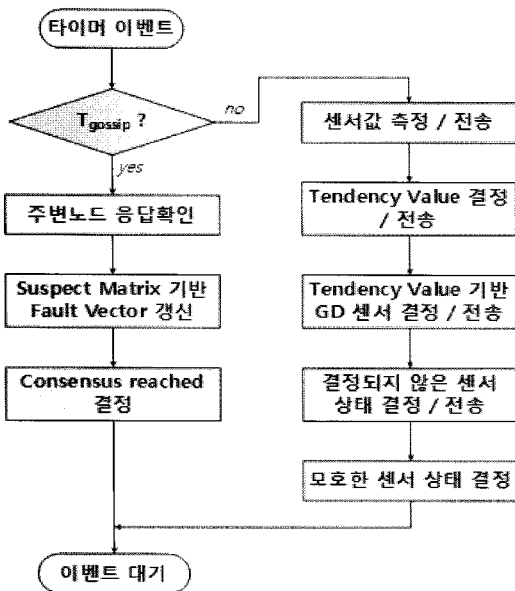 타이머 이벤트
T_gossip ?
no
yes
주변노드 응답확인
Suspect Matrix 기반
Fault Vector 갱신
Consensus reached
결정
센서값 측정 / 전송
Tendency Value 결정
/ 전송
Tendency Value 기반
GD 센서 결정 / 전송
결정되지 않은 센서
상태 결정 / 전송
모호한 센서 상태 결정
이벤트 대기